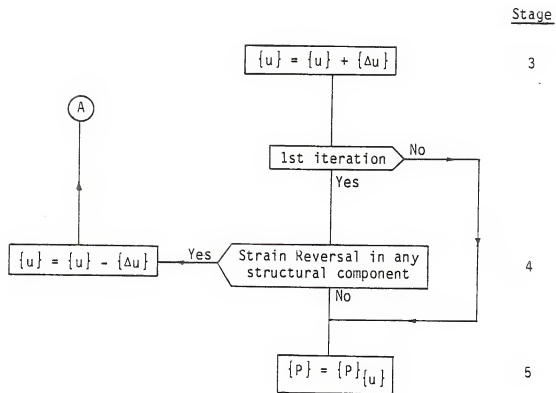 Stage
{u} = {u} + {Δu}
3
A
1st iteration
No
Yes
{u} = {u} - {Δu}
Yes
Strain Reversal in any
structural component
4
No
{P} = {P}{u}
5